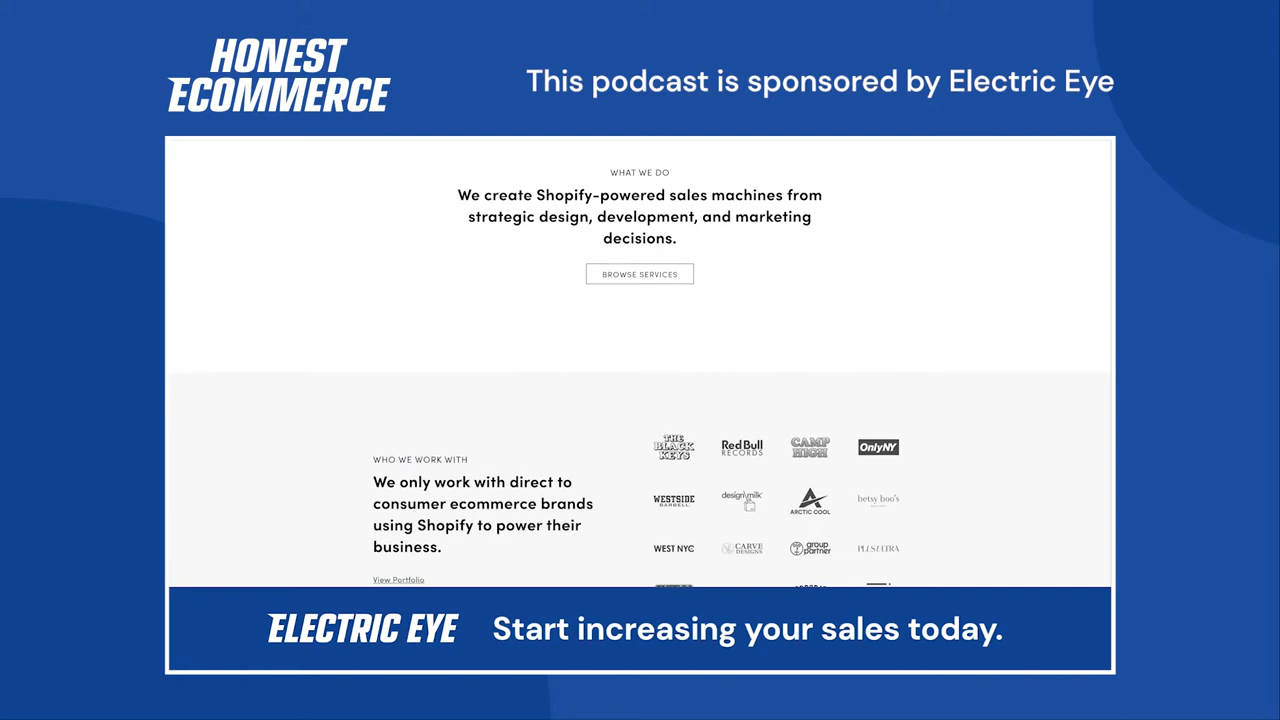 HONEST
ECOMMERCE
This podcast is sponsored by Electric Eye
WHAT WE DO
We create Shopify-powered sales machines from
strategic design, development, and marketing
decisions.
BROWSE SERVICES
WHO WE WORK WITH
We only work with direct to
consumer ecommerce brands
using Shopify to power their
business.
View Portfolio
THE
BLACK
KEYS
Red Bull
RECORDS
CAMP
HIGH
OnlyNY
WESTSIDE
BARBELL
design milk
ARCTIC COOL
betsy boo's
WEST NYC
CARVE
DESIGNS
group
partner
PLUS ULTRA
ELECTRIC EYE
Start increasing your sales today.